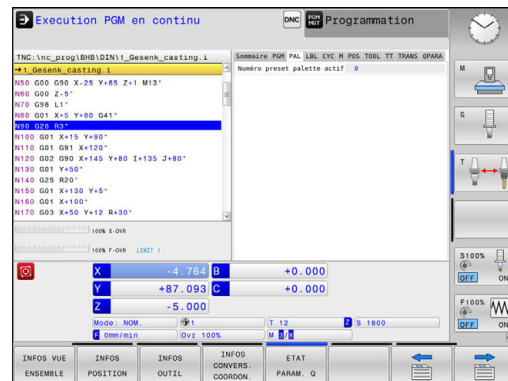 Execution PGM en continu
DNC
PGM MGT
Programmation
TNC:\nc_prog\BHB\DIN\1_Gesenk_casting.i
→1_Gesenk_casting.i
N50 G00 G90 X-25 Y+65 Z+1 M13*
N60 G00 Z-5*
N70 G98 L1*
N80 G01 X+5 Y+60 G41*
N90 G26 R3*
N100 G01 X+15 Y+90*
N110 G01 G91 X+120*
N120 G02 G90 X+145 Y+80 I+135 J+80*
N130 G01 Y+50*
N140 G25 R20*
N150 G01 X+130 Y+5*
N160 G01 X+100*
N170 G03 X+50 Y+12 R+30*
Sommaire PGM PAL LBL CYC M POS TOOL TT TRANS QPARA
Numéro preset palette actif 0
100% S-OVR
100% F-OVR LIMIT 1
X -4.764 B +0.000
Y +87.093 C +0.000
Z -5.000
Mode: NOM. 1 T 12 Z S 1800
F 0mm/min Ovr 100% M
M
S
T
S100%
OFF ON
F100%
OFF ON
INFOS VUE ENSEMBLE
INFOS POSITION
INFOS OUTIL
INFOS CONVERS. COORDON.
ETAT PARAM. Q